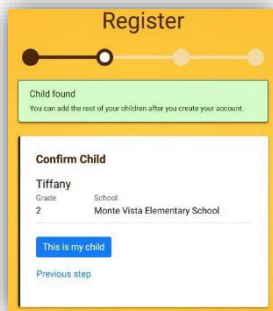 Register
Child found
You can add the rest of your children after you create your account.
Confirm Child
Tiffany
Grade School
2 Monte Vista Elementary School
This is my child
Previous step